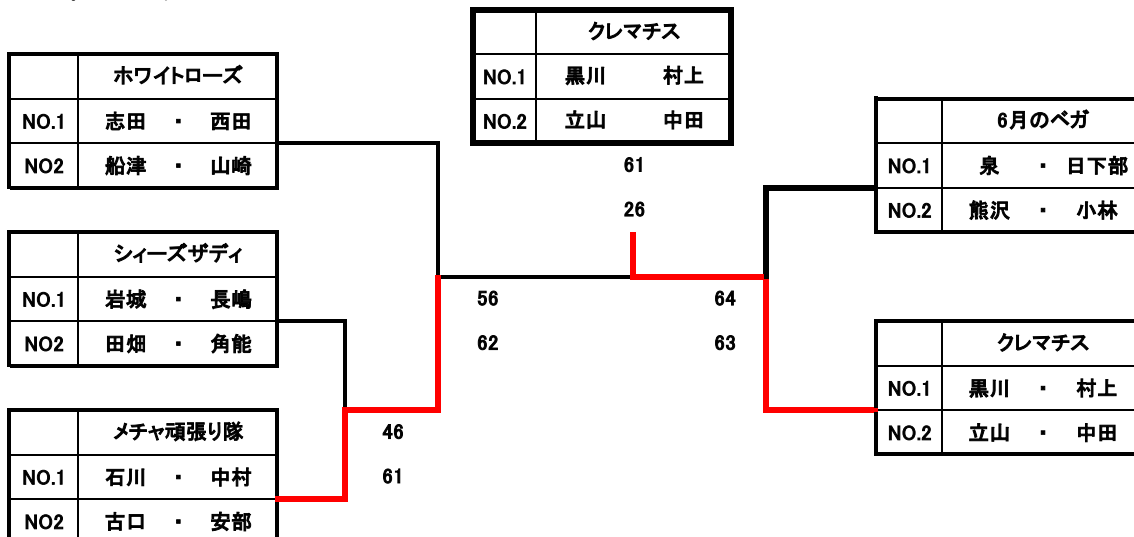 クレマチス
NO.1 黒川 村上
NO.2 立山 中田
61
26
ホワイトローズ
NO.1 志田 ・ 西田
NO2 船津 ・ 山崎
シィーズザディ
NO.1 岩城 ・ 長嶋
NO2 田畑 ・ 角能
メチャ頑張り隊
NO.1 石川 ・ 中村
NO2 古口 ・ 安部
46
61
56
62
64
63
6月のベガ
NO.1 泉 ・ 日下部
NO.2 熊沢 ・ 小林
クレマチス
NO.1 黒川 ・ 村上
NO.2 立山 ・ 中田